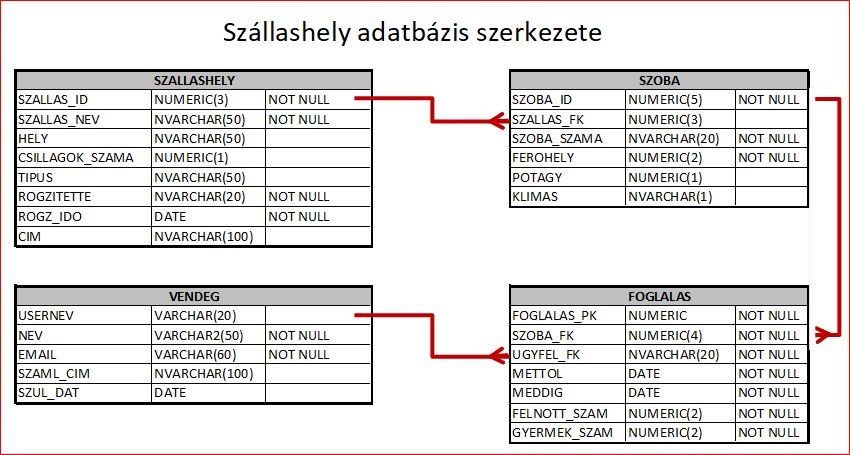 Szállashely adatbázis szerkezete
SZALLASHELY
SZALLAS_ID NUMERIC(3) NOT NULL
SZALLAS_NEV NVARCHAR(50) NOT NULL
HELY NVARCHAR(50)
CSILLAGOK_SZAMA NUMERIC(1)
TIPUS NVARCHAR(50)
ROGZITETTE NVARCHAR(20) NOT NULL
ROGZ_IDO DATE NOT NULL
CIM NVARCHAR(100)
SZOBA
SZOBA_ID NUMERIC(5) NOT NULL
SZALLAS_FK NUMERIC(3)
SZOBA_SZAMA NVARCHAR(20) NOT NULL
FEROHELY NUMERIC(2) NOT NULL
POTAGY NUMERIC(1)
KLIMAS NVARCHAR(1)
VENDEG
USERNEV VARCHAR(20)
NEV VARCHAR2(50) NOT NULL
EMAIL VARCHAR(60) NOT NULL
SZAML_CIM NVARCHAR(100)
SZUL_DAT DATE
FOGLALAS
FOGLALAS_PK NUMERIC NOT NULL
SZOBA_FK NUMERIC(4) NOT NULL
UGYFEL_FK NVARCHAR(20) NOT NULL
METTOL DATE NOT NULL
MEDDIG DATE NOT NULL
FELNOTT_SZAM NUMERIC(2) NOT NULL
GYERMEK_SZAM NUMERIC(2) NOT NULL